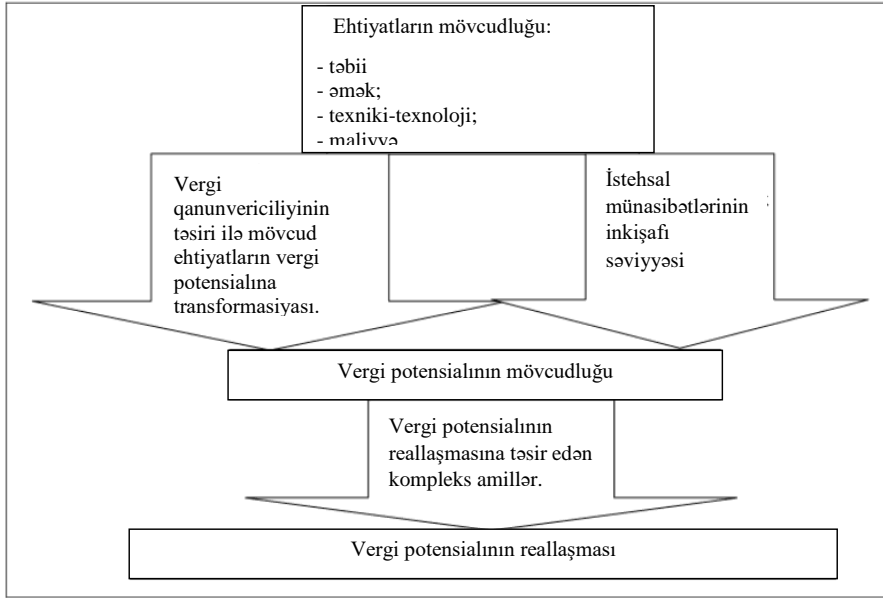 Ehtiyatların mövcudluğu:
- təbii
- əmək;
- texniki-texnoloji;
- maliyyə
Vergi
qanunvericiliyinin
təsiri ilə mövcud
ehtiyatların vergi
potensialına
transformasiyası.
İstehsal
münasibətlərinin
inkişafı
səviyyəsi
Vergi potensialının mövcudluğu
Vergi potensialının
reallaşmasına təsir edən
kompleks amillər.
Vergi potensialının reallaşması